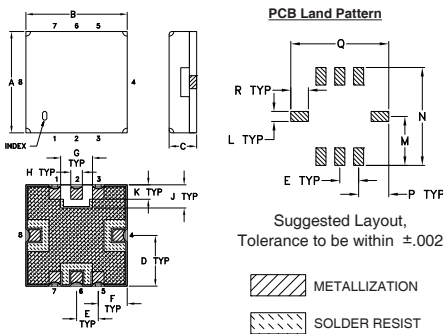 PCB Land Pattern
B
7 6 5
A
8
4
INDEX
1 2 3
C
Q
R TYP
L TYP
N
M
E TYP
P TYP
G
TYP
H TYP
1 2 3
K TYP
J TYP
8
4
D TYP
7 6 5
F
TYP
E
TYP
Suggested Layout,
Tolerance to be within ±.002
METALLIZATION
SOLDER RESIST